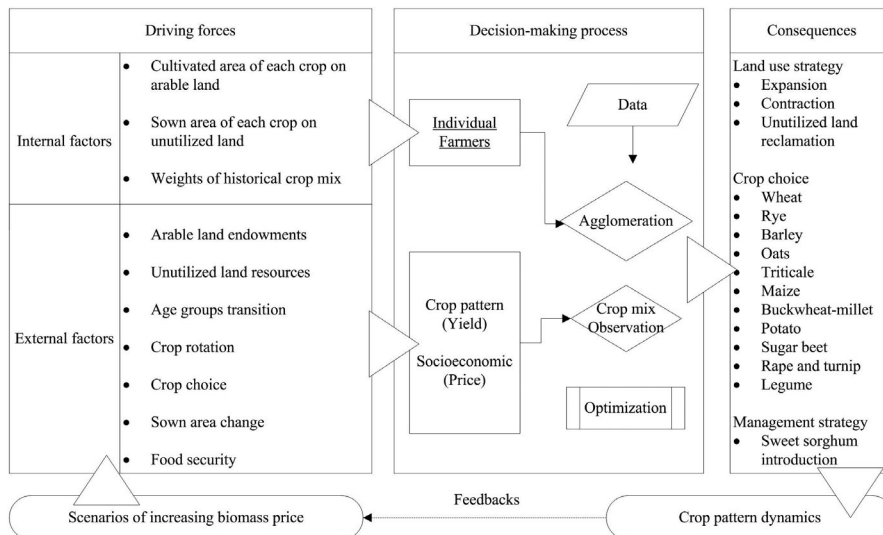 Driving forces
Internal factors
Cultivated area of each crop on
arable land
Sown area of each crop on
unutilized land
Weights of historical crop mix
External factors
Arable land endowments
Unutilized land resources
Age groups transition
Crop rotation
Crop choice
Sown area change
Food security
Decision-making process
Individual
Farmers
Data
Agglomeration
Crop pattern
(Yield)
Socioeconomic
(Price)
Crop mix
Observation
Optimization
Consequences
Land use strategy
Expansion
Contraction
Unutilized land
reclamation
Crop choice
Wheat
Rye
Barley
Oats
Triticale
Maize
Buckwheat-millet
Potato
Sugar beet
Rape and turnip
Legume
Management strategy
Sweet sorghum
introduction
Scenarios of increasing biomass price
Feedbacks
Crop pattern dynamics